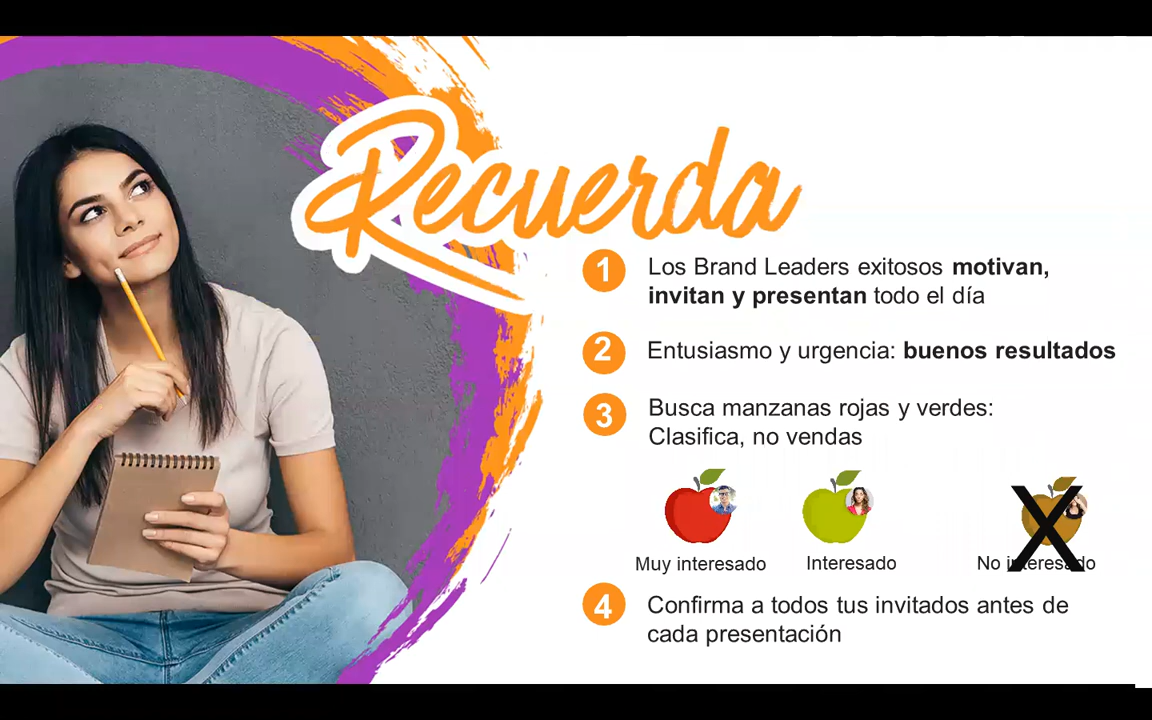 Recuerda
1 Los Brand Leaders exitosos motivan,
invitan y presentan todo el día
2 Entusiasmo y urgencia: buenos resultados
3 Busca manzanas rojas y verdes:
Clasifica, no vendas
X
Muy interesado Interesado No interesado
4 Confirma a todos tus invitados antes de
cada presentación